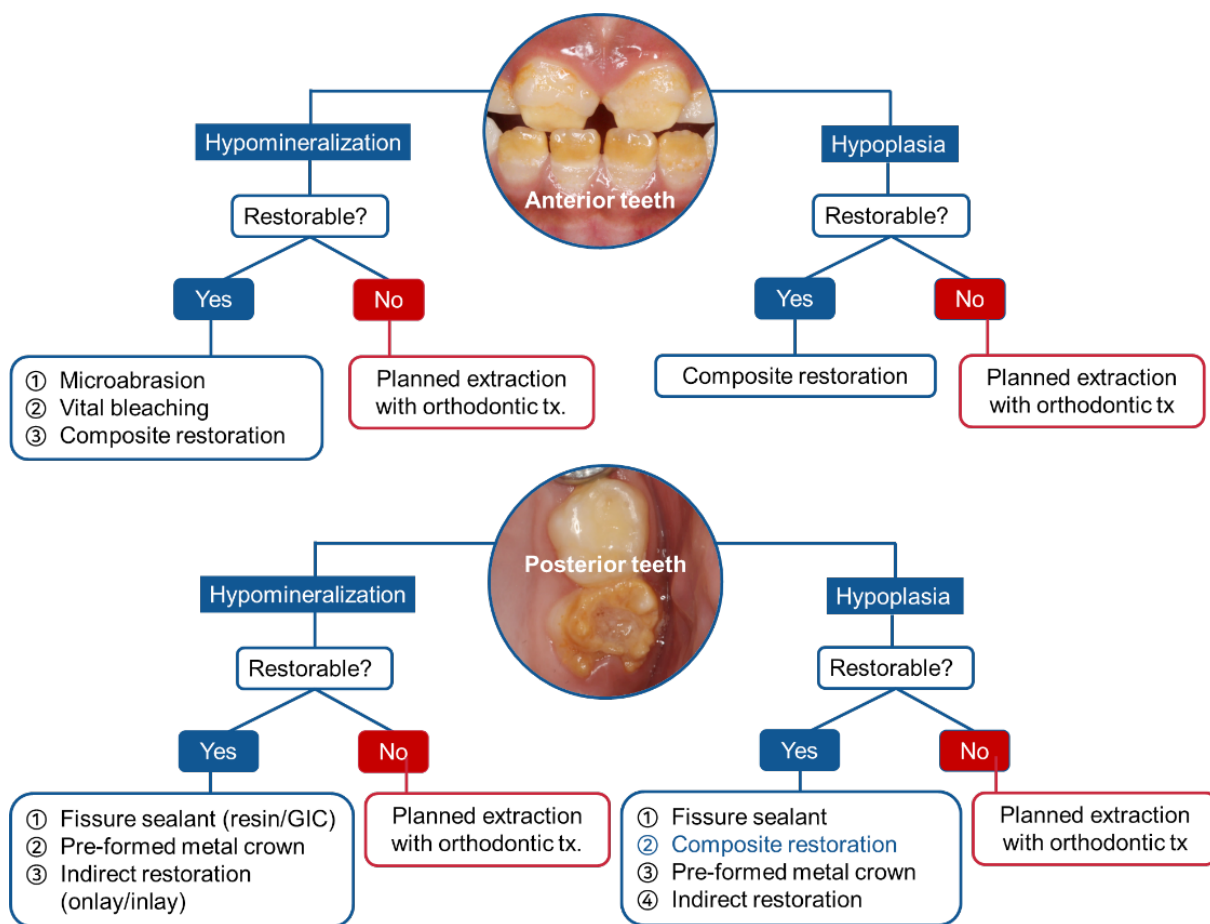 Anterior teeth
Hypomineralization
Restorable?
Yes
No
① Microabrasion
② Vital bleaching
③ Composite restoration
Planned extraction
with orthodontic tx.
Hypoplasia
Restorable?
Yes
No
Composite restoration
Planned extraction
with orthodontic tx
Posterior teeth
Hypomineralization
Restorable?
Yes
No
① Fissure sealant (resin/GIC)
② Pre-formed metal crown
③ Indirect restoration
(onlay/inlay)
Planned extraction
with orthodontic tx.
Hypoplasia
Restorable?
Yes
No
① Fissure sealant
② Composite restoration
③ Pre-formed metal crown
④ Indirect restoration
Planned extraction
with orthodontic tx